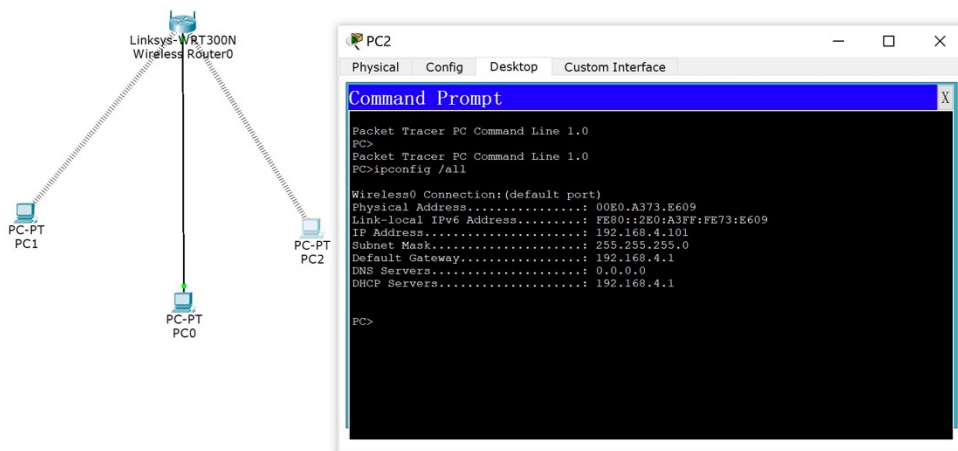 Linksys-WRT300N
Wireless Router0
PC-PT
PC1
PC-PT
PC2
PC-PT
PC0
PC2
Physical Config Desktop Custom Interface
Command Prompt X
Packet Tracer PC Command Line 1.0
PC>
Packet Tracer PC Command Line 1.0
PC>ipconfig /all
Wireless0 Connection:(default port)
Physical Address................: 00E0.A373.E609
Link-local IPv6 Address.........: FE80::2E0:A3FF:FE73:E609
IP Address......................: 192.168.4.101
Subnet Mask.....................: 255.255.255.0
Default Gateway.................: 192.168.4.1
DNS Servers.....................: 0.0.0.0
DHCP Servers....................: 192.168.4.1
PC>